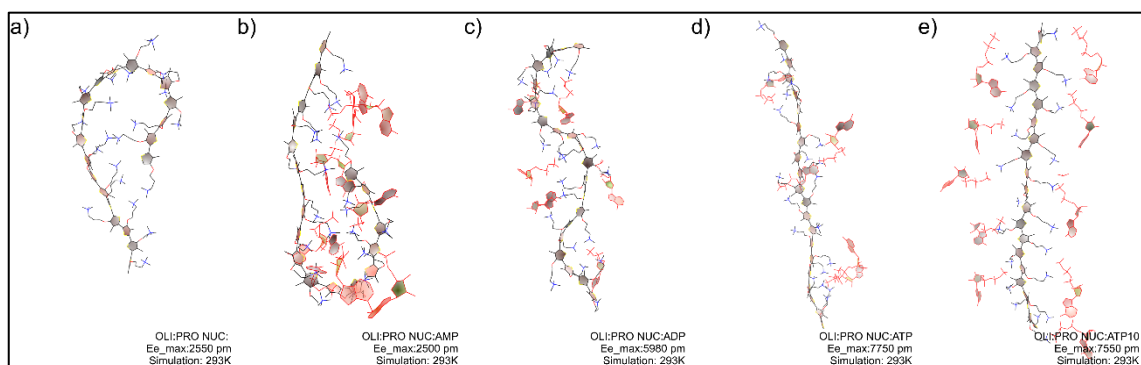 a)
b)
c)
d)
e)
OLI:PRO NUC:
Ee_max:2550 pm
Simulation: 293K
OLI:PRO NUC:AMP
Ee_max:2500 pm
Simulation: 293K
OLI:PRO NUC:ADP
Ee_max:5980 pm
Simulation: 293K
OLI:PRO NUC:ATP
Ee_max:7750 pm
Simulation: 293K
OLI:PRO NUC:ATP10
Ee_max:7550 pm
Simulation: 293K